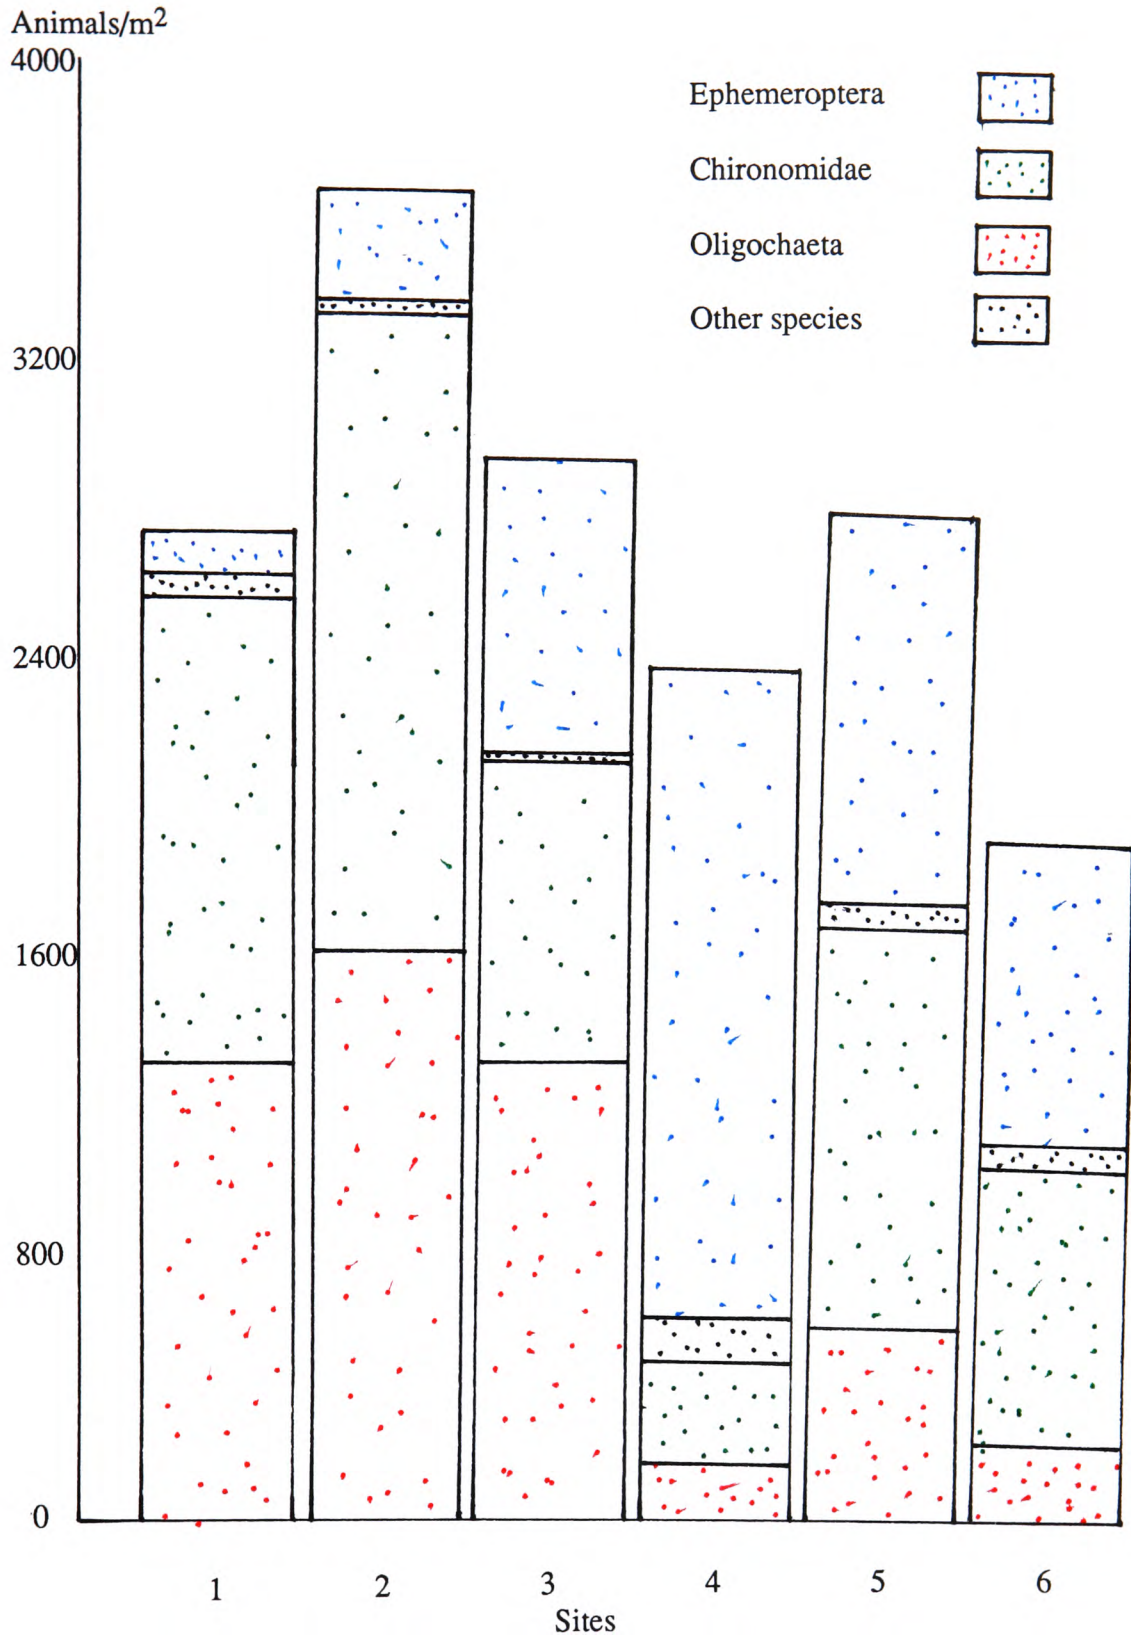 Animals/m²
4000
Ephemeroptera
Chironomidae
Oligochaeta
Other species
3200
2400
1600
800
0
1 2 3 4 5 6
Sites